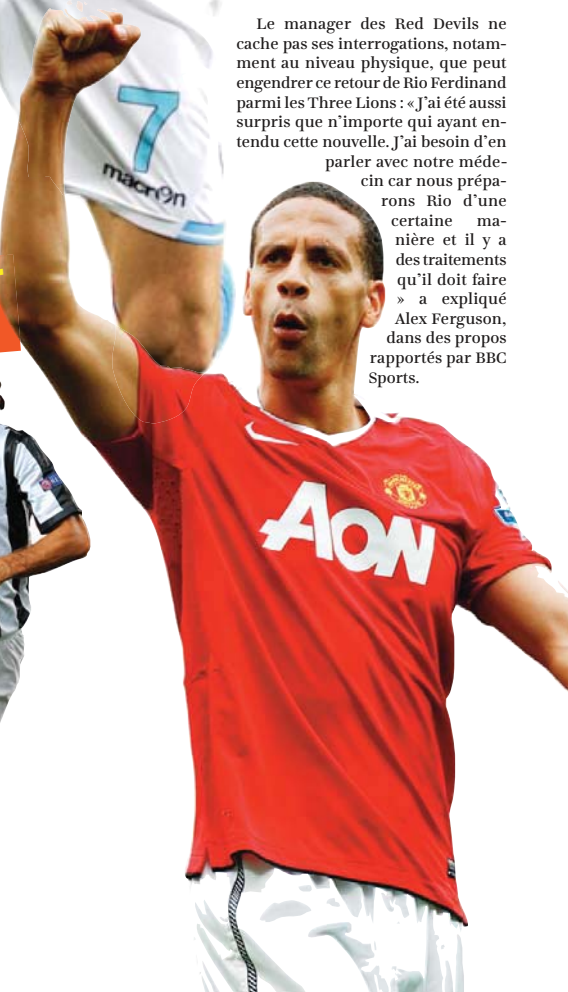 Le manager des Red Devils ne
cache pas ses interrogations, notam-
ment au niveau physique, que peut
engendrer ce retour de Rio Ferdinand
parmi les Three Lions : « J'ai été aussi
surpris que n'importe qui ayant en-
tendu cette nouvelle. J'ai besoin d'en
parler avec notre méde-
cin car nous prépa-
rons Rio d'une
certaine ma-
nière et il y a
des traitements
qu'il doit faire
» a expliqué
Alex Ferguson,
dans des propos
rapportés par BBC
Sports.
7
macron
AON